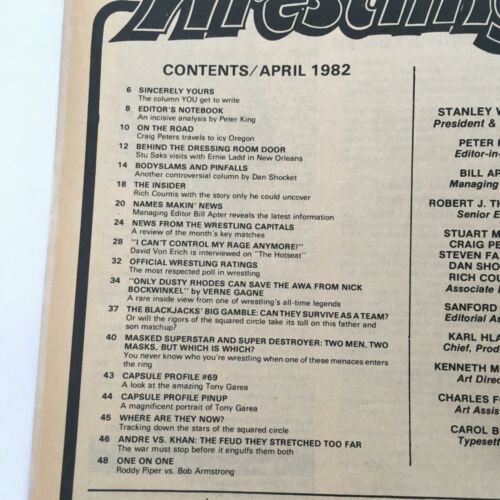 Wrestling
CONTENTS/APRIL 1982
6 SINCERELY YOURS
The column YOU get to write
8 EDITOR'S NOTEBOOK
An incisive analysis by Peter King
10 ON THE ROAD
Craig Peters travels to icy Oregon
12 BEHIND THE DRESSING ROOM DOOR
Stu Saks visits with Ernie Ladd in New Orleans
14 BODYSLAMS AND PINFALLS
Another controversial column by Dan Shocket
18 THE INSIDER
Rich Countis with the story only he could uncover
20 NAMES MAKIN' NEWS
Managing Editor Bill Apter reveals the latest information
24 NEWS FROM THE WRESTLING CAPITALS
A review of the month's key matches
28 "I CAN'T CONTROL MY RAGE ANYMORE!"
David Von Erich is interviewed on "The Hotseat"
32 OFFICIAL WRESTLING RATINGS
The most respected poll in wrestling
34 "ONLY DUSTY RHODES CAN SAVE THE AWA FROM NICK
BOCKWINKEL" by VERNE GAGNE
A rare inside view from one of wrestling's all-time legends
37 THE BLACKJACKS' BIG GAMBLE: CAN THEY SURVIVE AS A TEAM?
Or will the rigors of the squared circle take its toll on this father and
son matchup?
40 MASKED SUPERSTAR AND SUPER DESTROYER: TWO MEN, TWO
MASKS, BUT WHICH IS WHICH?
You never know who you're wrestling when one of these menaces enters
the ring
43 CAPSULE PROFILE #69
A look at the amazing Tony Garea
44 CAPSULE PROFILE PINUP
A magnificent portrait of Tony Garea
45 WHERE ARE THEY NOW?
Tracking down the stars of the squared circle
46 ANDRE VS. KHAN: THE FEUD THEY STRETCHED TOO FAR
The war must stop before it engulfs them both
48 ONE ON ONE
Roddy Piper vs. Bob Armstrong
STANLEY W
President &
PETER
Editor-in-
BILL AP
Managing
ROBERT J. TH
Senior E
STUART M
CRAIG PE
STEVEN FA
DAN SHO
RICH COU
Associate
SANFORD
Editorial As
KARL HLA
Chief, Prod
KENNETH M
Art Direc
CHARLES FO
Art Assis
CAROL B
Typesett